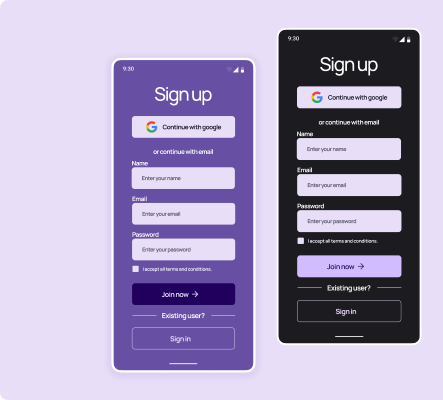 9:30
Sign up
Continue with google
or continue with email
Name
Enter your name
Email
Enter your email
Password
Enter your password
I accept all terms and conditions.
Join now →
Existing user?
Sign in
9:30
Sign up
Continue with google
or continue with email
Name
Enter your name
Email
Enter your email
Password
Enter your password
I accept all terms and conditions.
Join now →
Existing user?
Sign in